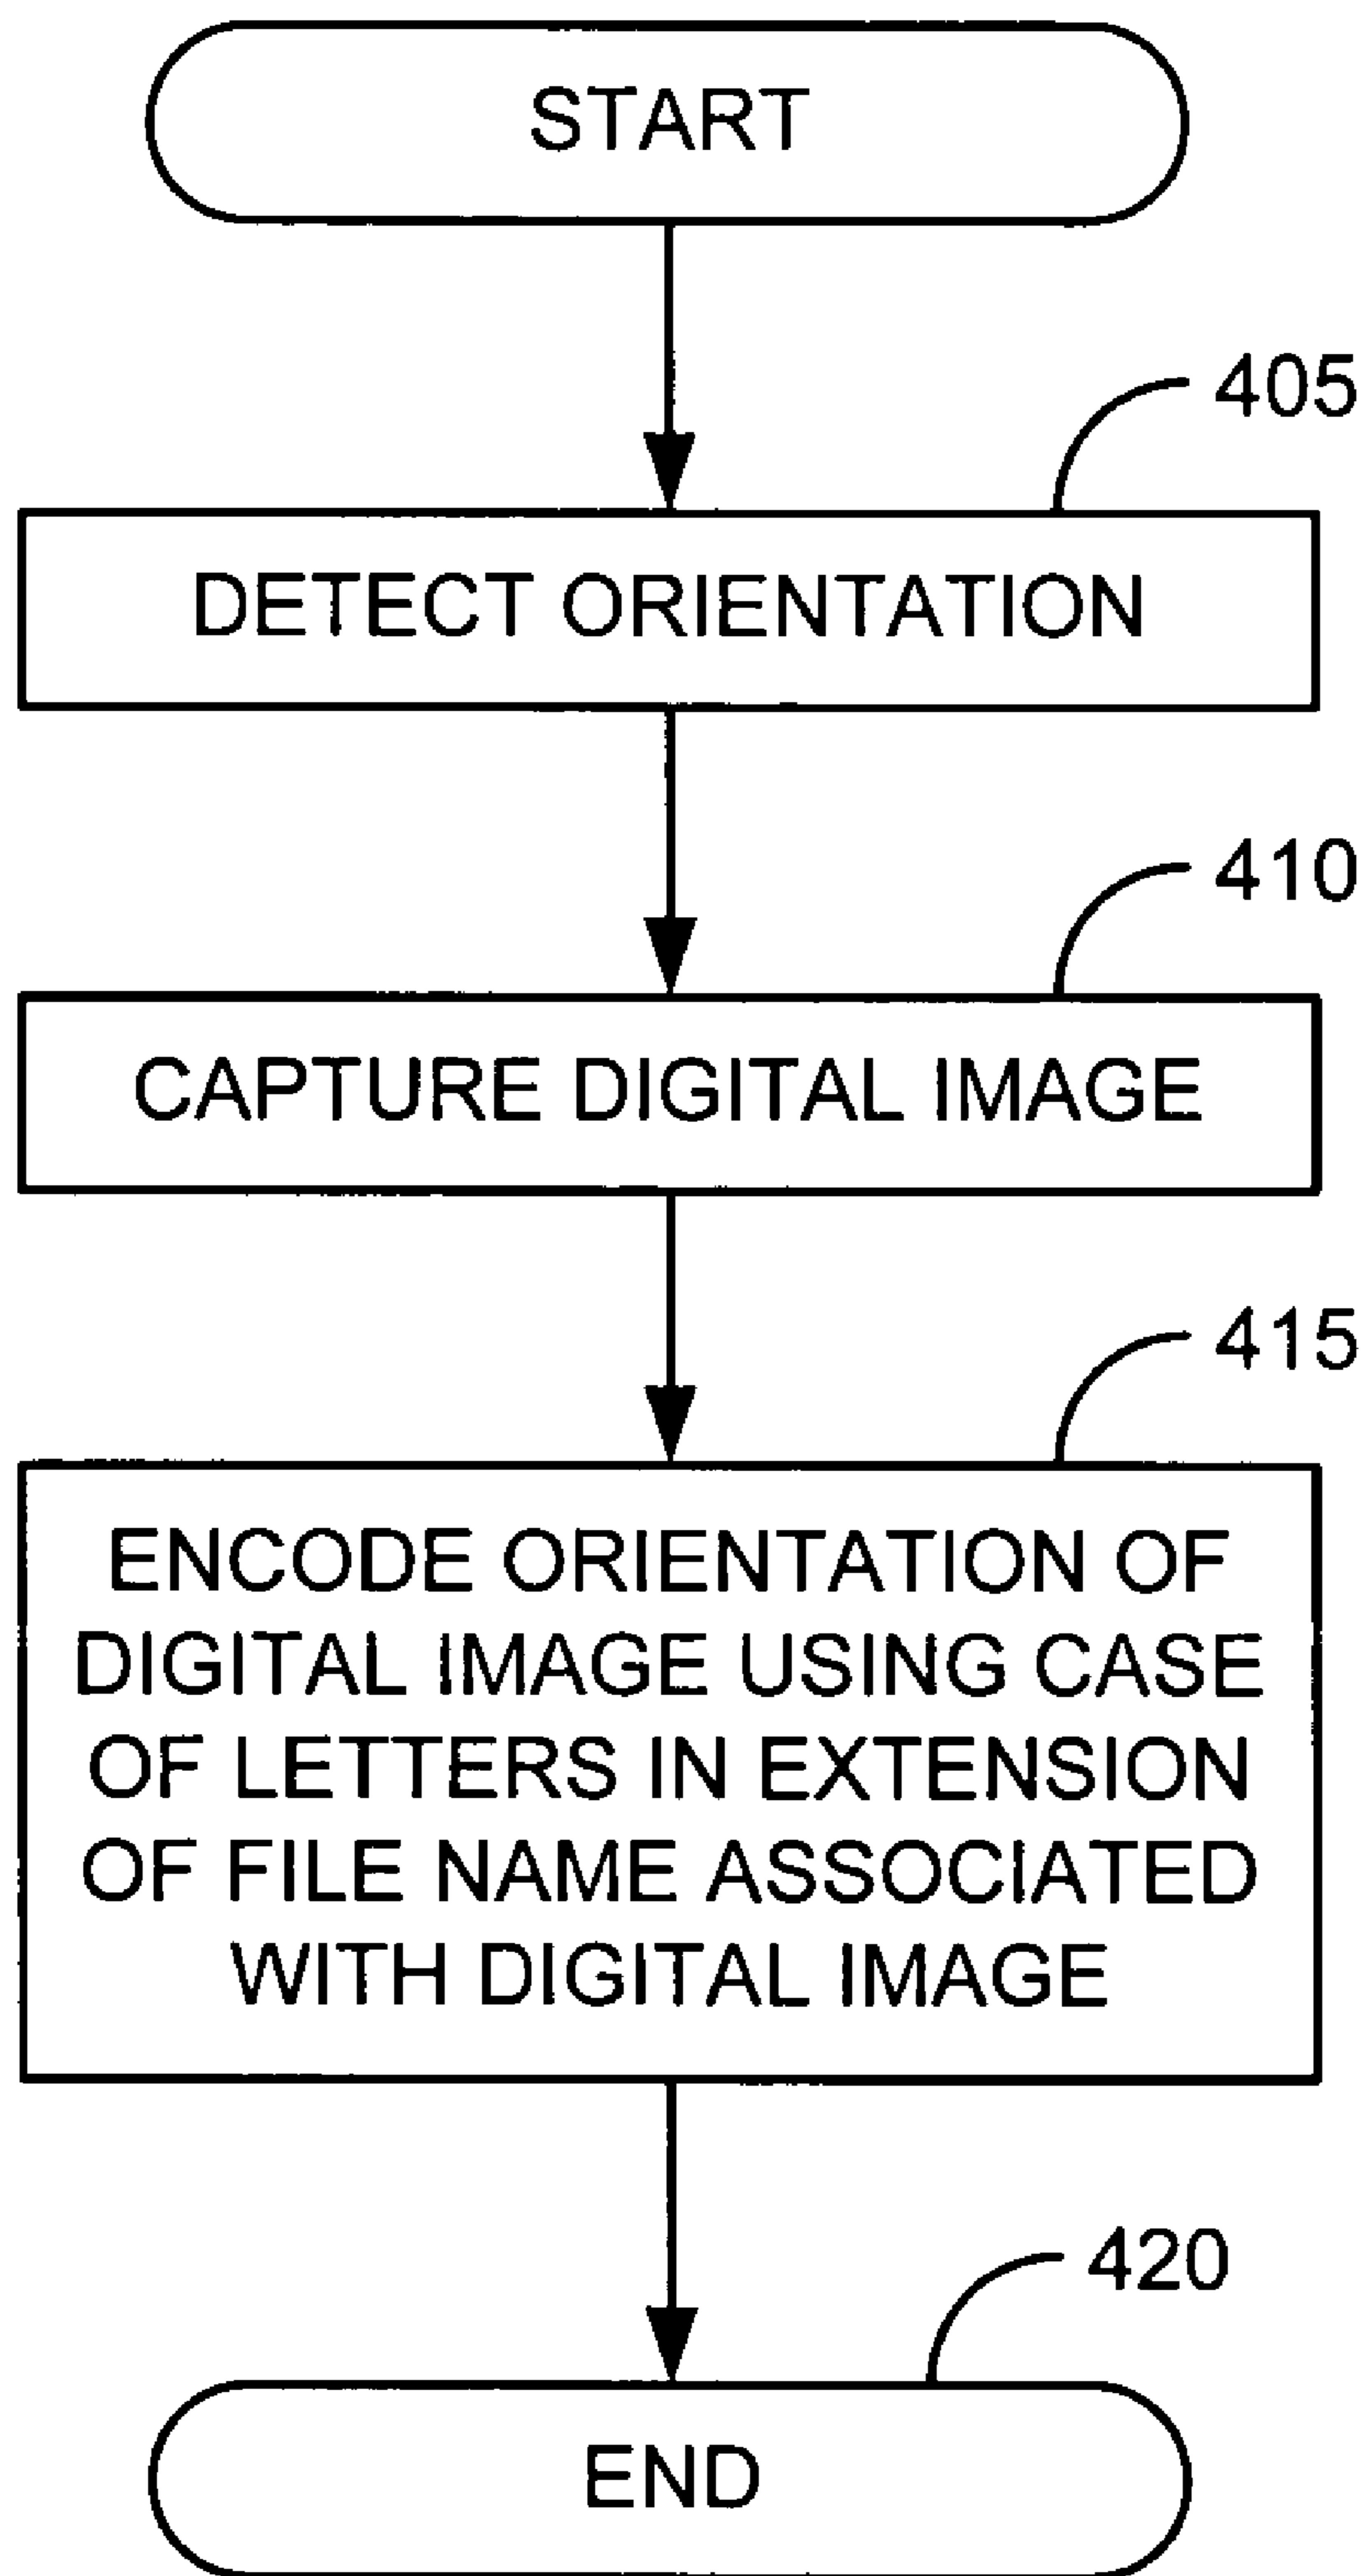 START
405
DETECT ORIENTATION
410
CAPTURE DIGITAL IMAGE
415
ENCODE ORIENTATION OF
DIGITAL IMAGE USING CASE
OF LETTERS IN EXTENSION
OF FILE NAME ASSOCIATED
WITH DIGITAL IMAGE
420
END